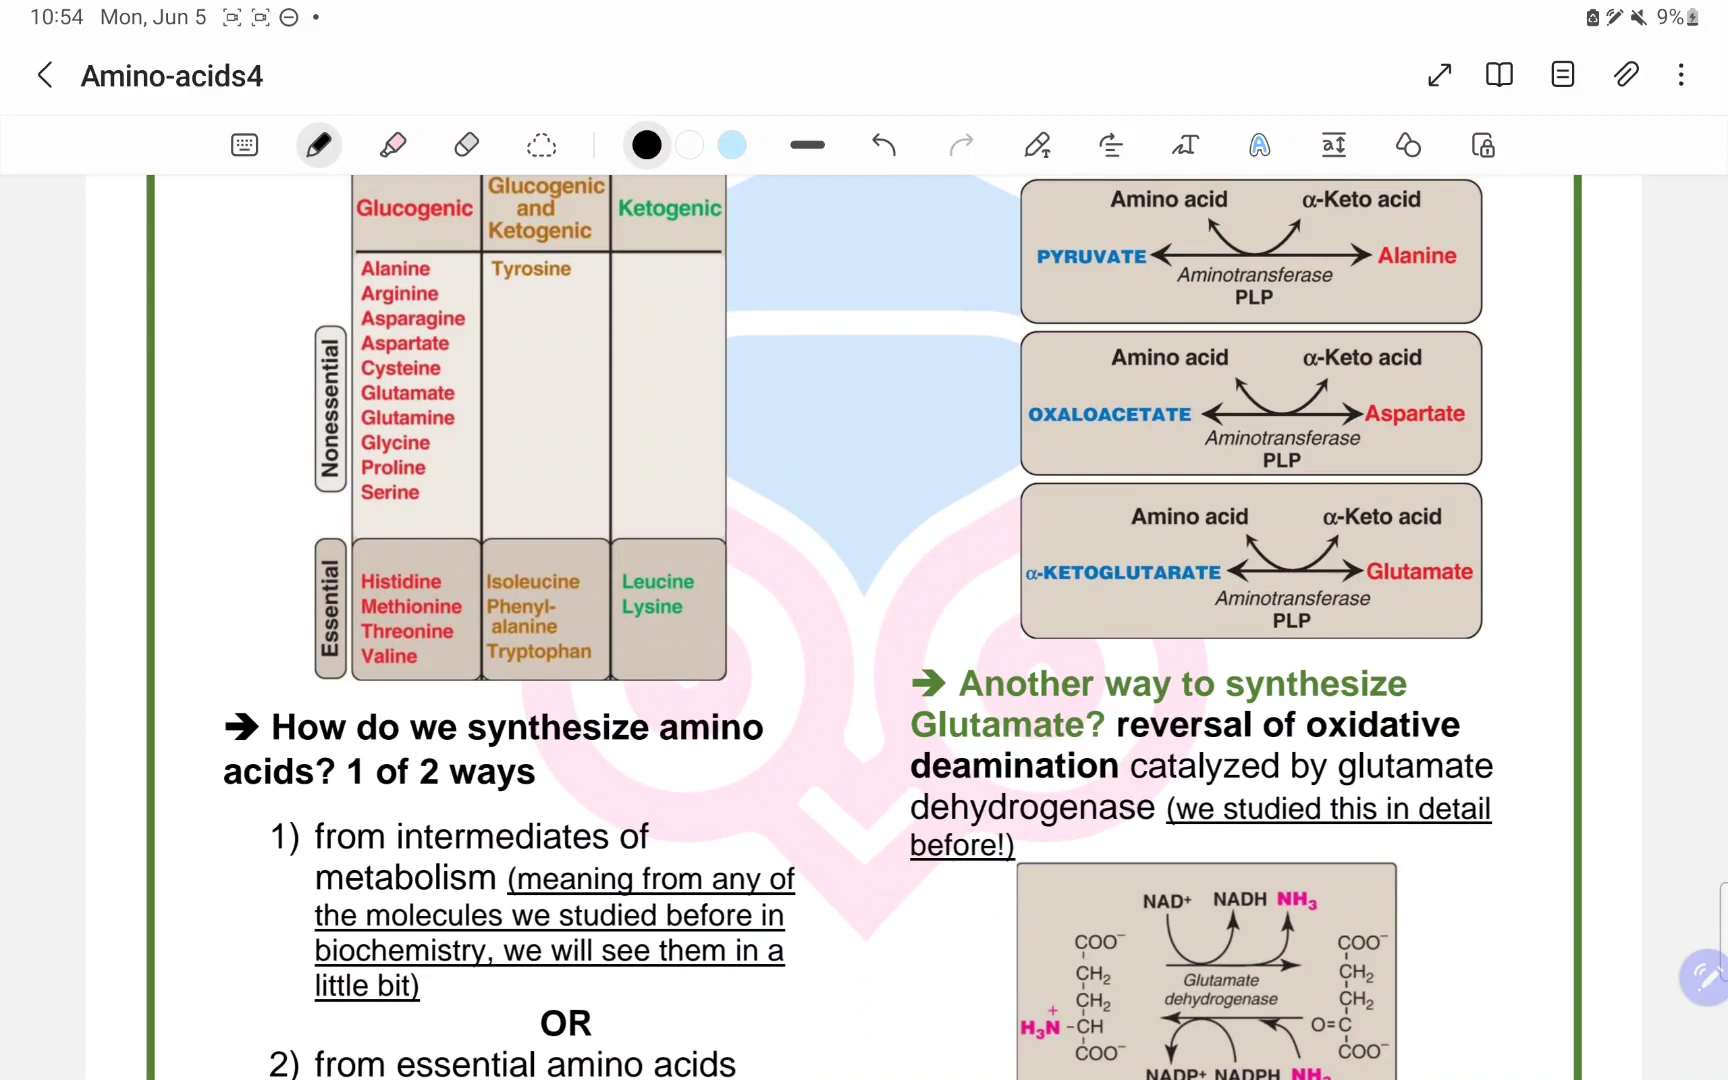 10:54 Mon, Jun 5
9%
Amino-acids4
Glucogenic
Glucogenic
and
Ketogenic
Ketogenic
Nonessential
Alanine
Arginine
Asparagine
Aspartate
Cysteine
Glutamate
Glutamine
Glycine
Proline
Serine
Tyrosine
Essential
Histidine
Methionine
Threonine
Valine
Isoleucine
Phenyl-
alanine
Tryptophan
Leucine
Lysine
➔ How do we synthesize amino
acids? 1 of 2 ways
1) from intermediates of
metabolism (meaning from any of
the molecules we studied before in
biochemistry, we will see them in a
little bit)
OR
2) from essential amino acids
Amino acid α-Keto acid
PYRUVATE Alanine
Aminotransferase
PLP
Amino acid α-Keto acid
OXALOACETATE Aspartate
Aminotransferase
PLP
Amino acid α-Keto acid
α-KETOGLUTARATE Glutamate
Aminotransferase
PLP
➔ Another way to synthesize
Glutamate? reversal of oxidative
deamination catalyzed by glutamate
dehydrogenase (we studied this in detail
before!)
NAD+ NADH NH3
COO⁻ COO⁻
CH2 Glutamate CH2
CH2 dehydrogenase CH2
H3N⁺-CH O=C
COO⁻ COO⁻
NADP+ NADPH NH3